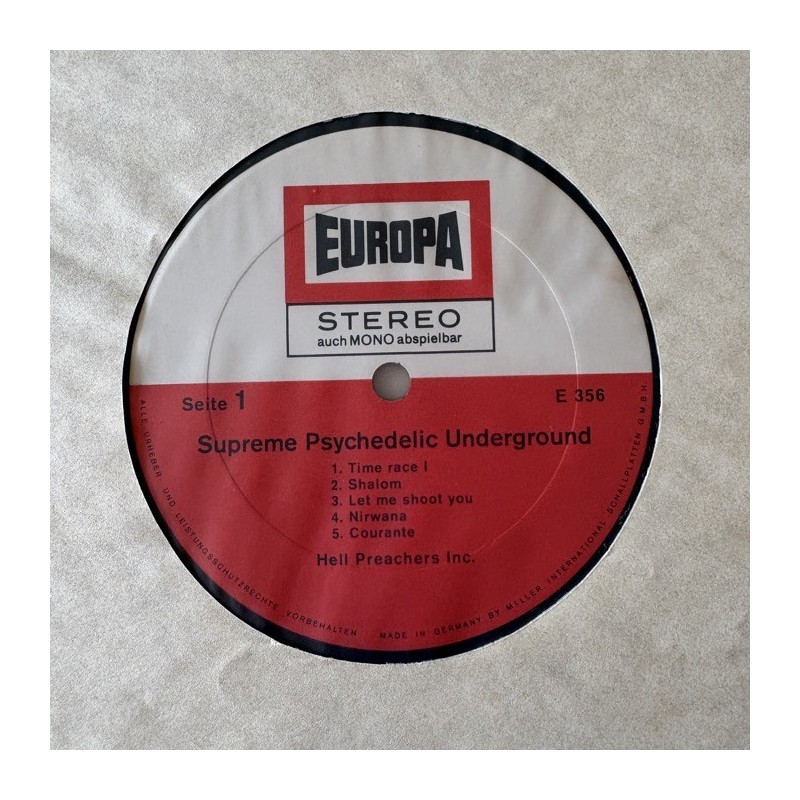 EUROPA
STEREO
auch MONO abspielbar
Seite 1
E 356
Supreme Psychedelic Underground
1. Time race I
2. Shalom
3. Let me shoot you
4. Nirwana
5. Courante
Hell Preachers Inc.
ALLE URHEBER- UND LEISTUNGSSCHUTZRECHTE VORBEHALTEN
MADE IN GERMANY BY MILLER INTERNATIONAL SCHALLPLATTEN G.M.B.H.